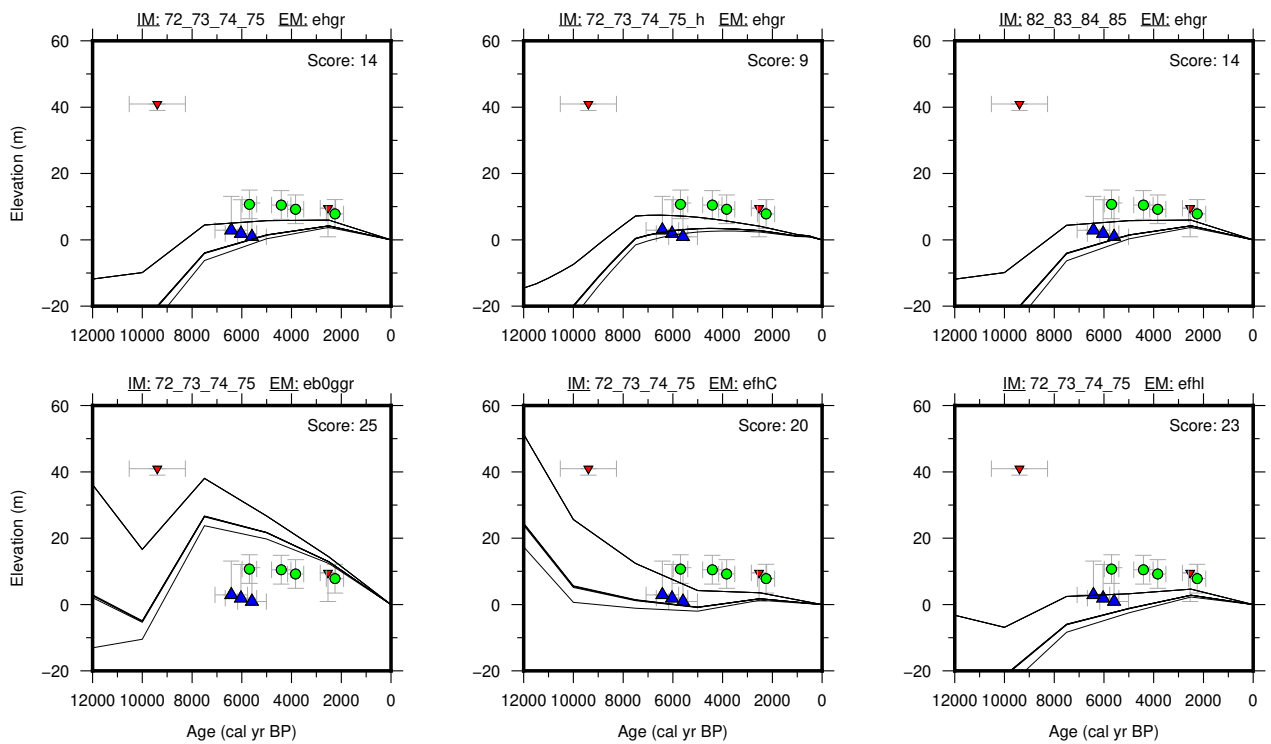 IM: 72_73_74_75 EM: ehgr
IM: 72_73_74_75_h EM: ehgr
IM: 82_83_84_85 EM: ehgr
Score: 14
Score: 9
Score: 14
Elevation (m)
60
40
20
0
−20
60
40
20
0
−20
60
40
20
0
−20
12000 10000 8000 6000 4000 2000 0
12000 10000 8000 6000 4000 2000 0
12000 10000 8000 6000 4000 2000 0
IM: 72_73_74_75 EM: eb0ggr
IM: 72_73_74_75 EM: efhC
IM: 72_73_74_75 EM: efhI
Score: 25
Score: 20
Score: 23
Elevation (m)
60
40
20
0
−20
60
40
20
0
−20
60
40
20
0
−20
12000 10000 8000 6000 4000 2000 0
12000 10000 8000 6000 4000 2000 0
12000 10000 8000 6000 4000 2000 0
Age (cal yr BP)
Age (cal yr BP)
Age (cal yr BP)